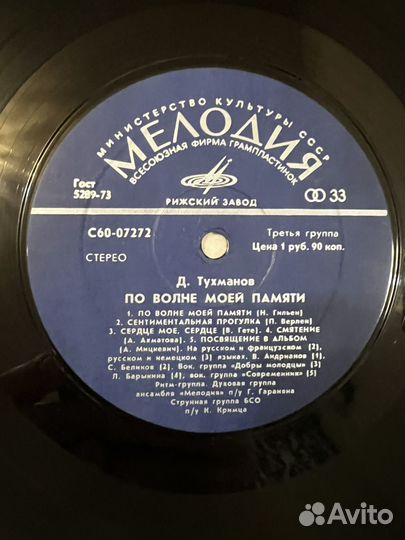 МИНИСТЕРСТВО КУЛЬТУРЫ СССР
МЕЛОДИЯ
ВСЕСОЮЗНАЯ ФИРМА ГРАМПЛАСТИНОК
Гост
5289-73
33
РИЖСКИЙ ЗАВОД
С60-07272
Третья группа
Цена 1 руб. 90 коп.
СТЕРЕО
Д. Тухманов
ПО ВОЛНЕ МОЕЙ ПАМЯТИ
1. ПО ВОЛНЕ МОЕЙ ПАМЯТИ (Н. Гильен)
2. СЕНТИМЕНТАЛЬНАЯ ПРОГУЛКА (П. Верлен)
3. СЕРДЦЕ МОЕ, СЕРДЦЕ (В. Гете) 4. СМЯТЕНИЕ
(А. Ахматова). 5. ПОСВЯЩЕНИЕ В АЛЬБОМ
(А. Мицкевич). На русском и французском (2)
русском и немецком (3) языках. В. Андрианов (1),
С. Беликов (2). Вок. группа «Добры молодцы» (3)
Л. Барыкина (4), вок. группа «Современник» (5)
Ритм-группа. Духовая группа
ансамбля «Мелодия» п/у Г. Гараняна
Струнная группа БСО
п/у К. Кримца
Avito